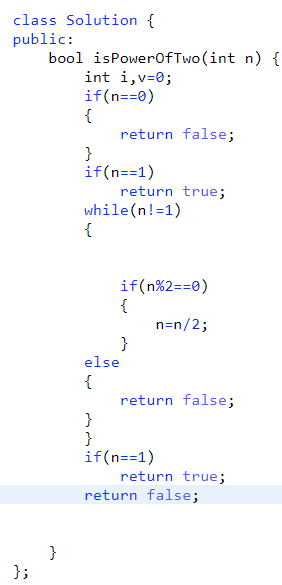 class Solution {
public:
    bool isPowerOfTwo(int n) {
        int i,v=0;
        if(n==0)
        {
            return false;
        }
        if(n==1)
            return true;
        while(n!=1)
        {
            if(n%2==0)
            {
                n=n/2;
            }
        else
        {
            return false;
        }
        }
        if(n==1)
            return true;
        return false;
    }
};